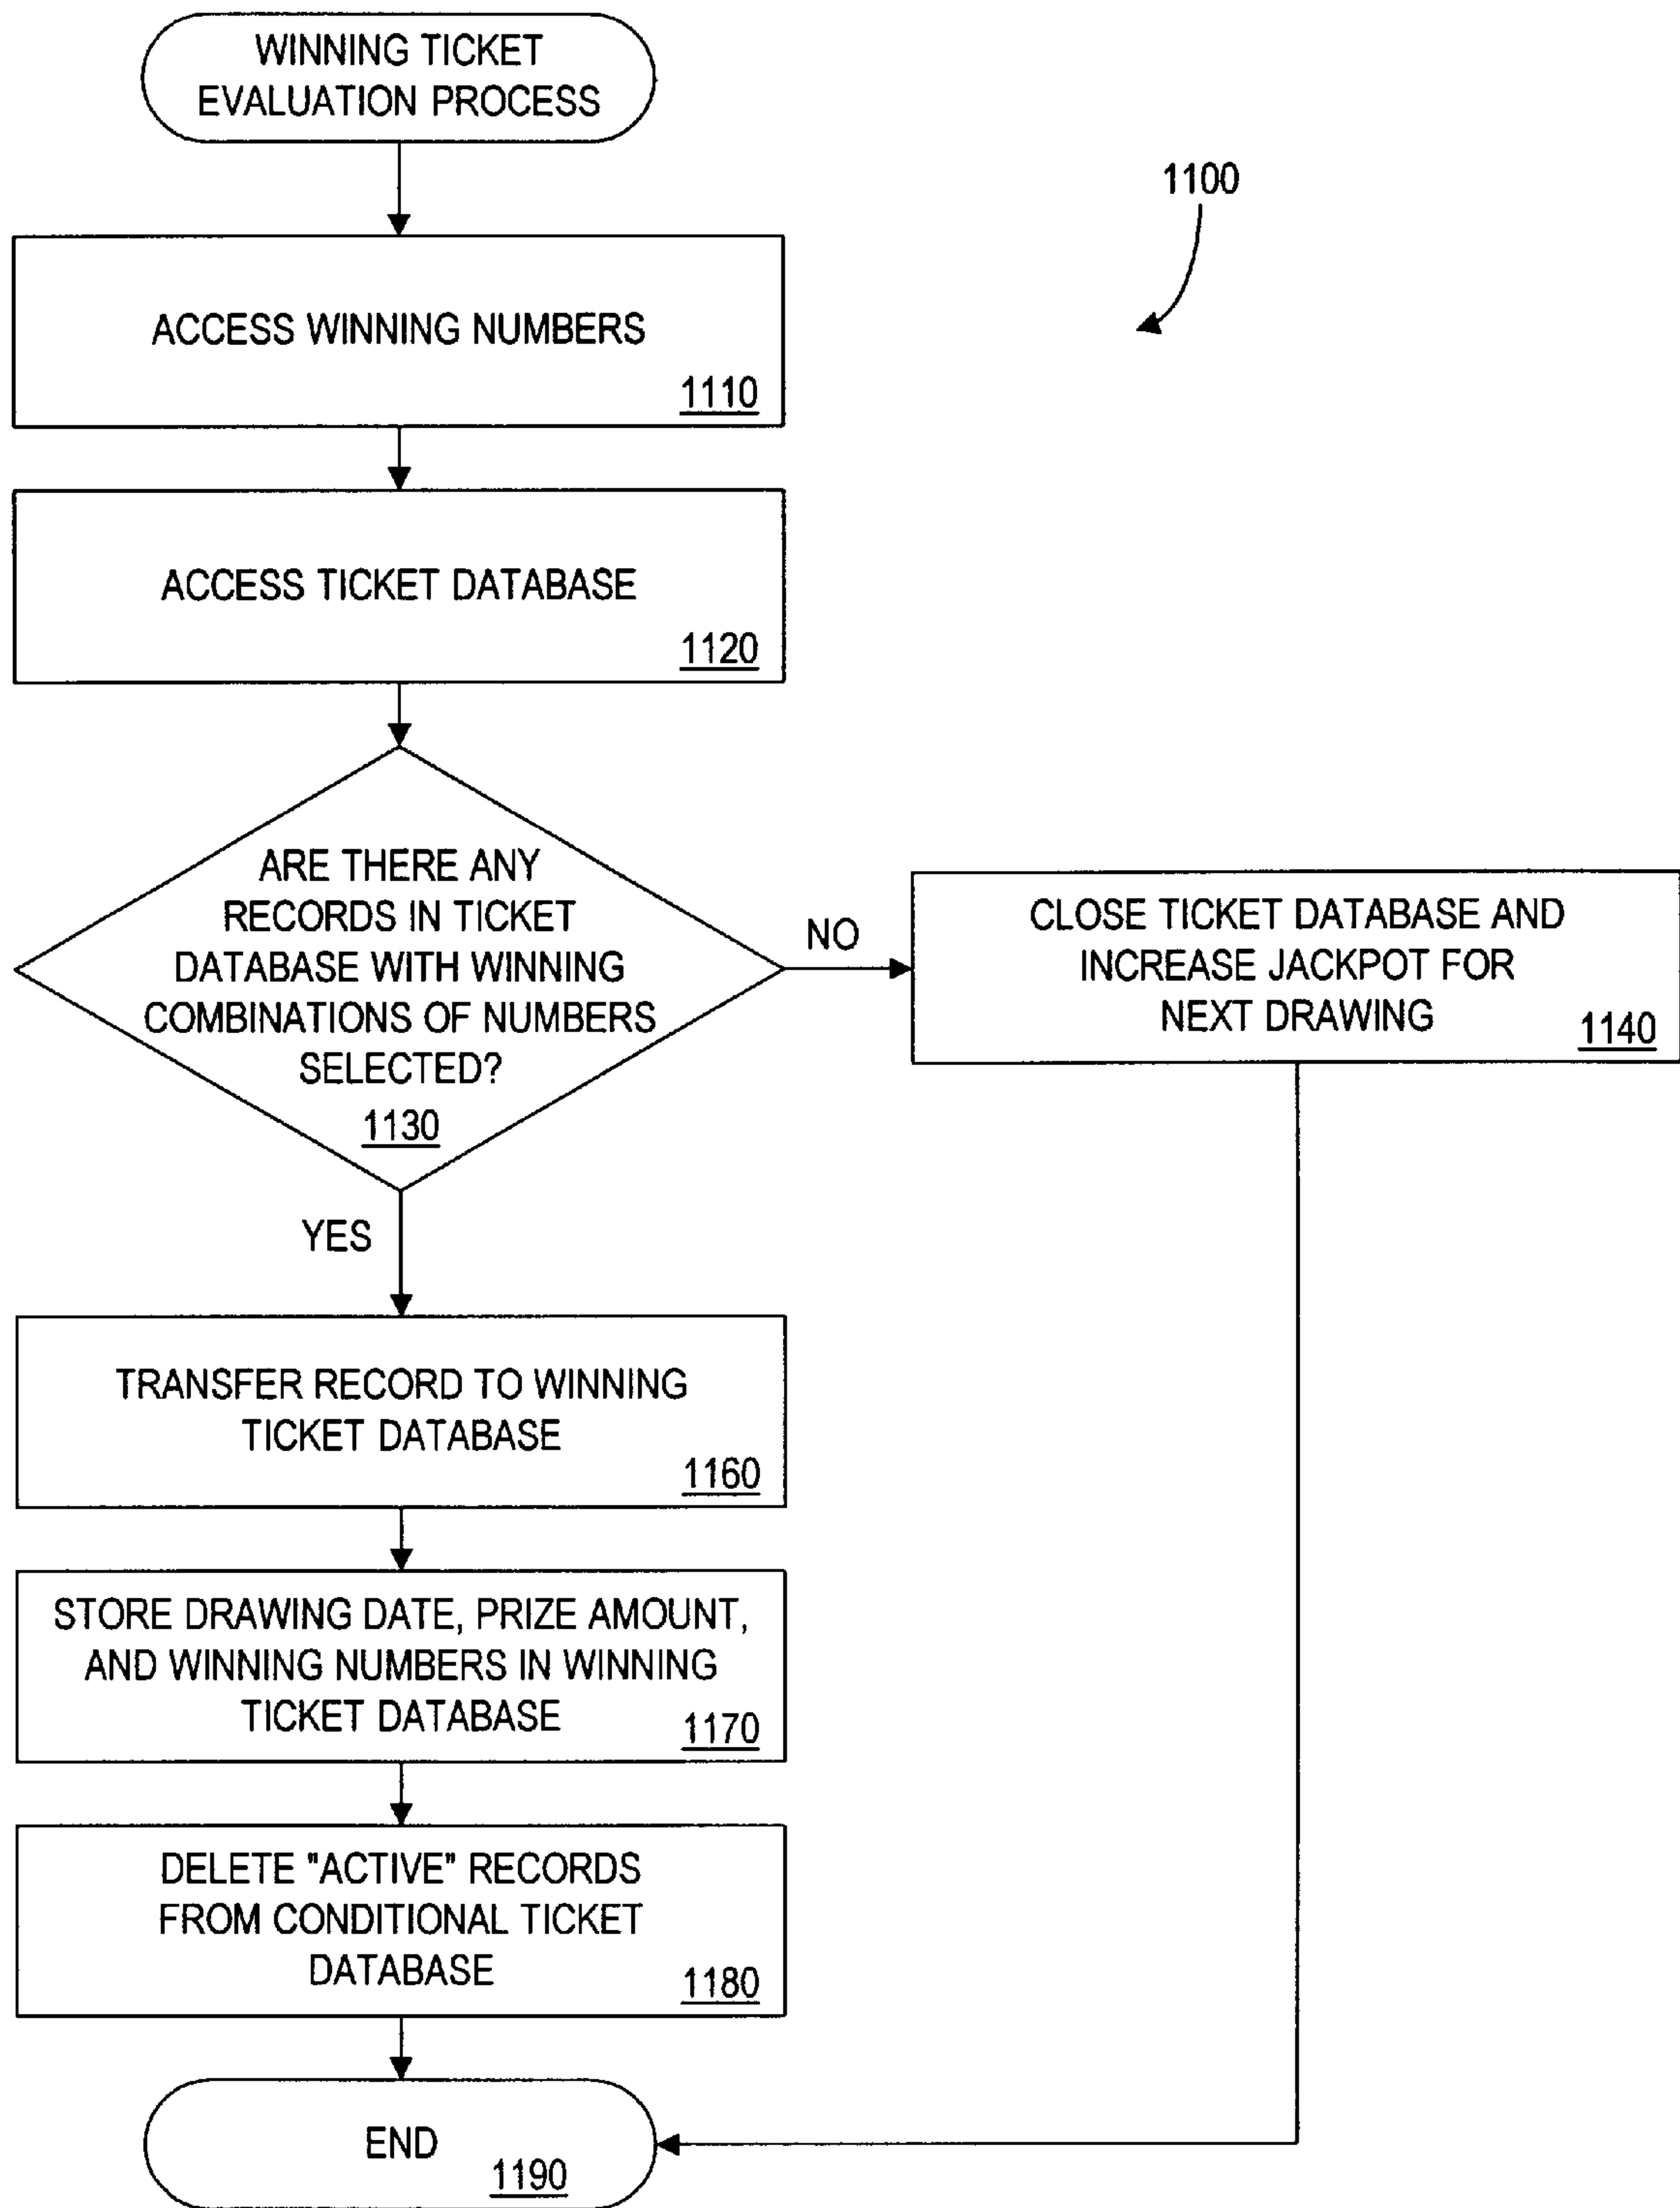 WINNING TICKET
EVALUATION PROCESS
1100
ACCESS WINNING NUMBERS
1110
ACCESS TICKET DATABASE
1120
ARE THERE ANY
RECORDS IN TICKET
DATABASE WITH WINNING
COMBINATIONS OF NUMBERS
SELECTED?
1130
NO
CLOSE TICKET DATABASE AND
INCREASE JACKPOT FOR
NEXT DRAWING
1140
YES
TRANSFER RECORD TO WINNING
TICKET DATABASE
1160
STORE DRAWING DATE, PRIZE AMOUNT,
AND WINNING NUMBERS IN WINNING
TICKET DATABASE
1170
DELETE "ACTIVE" RECORDS
FROM CONDITIONAL TICKET
DATABASE
1180
END
1190